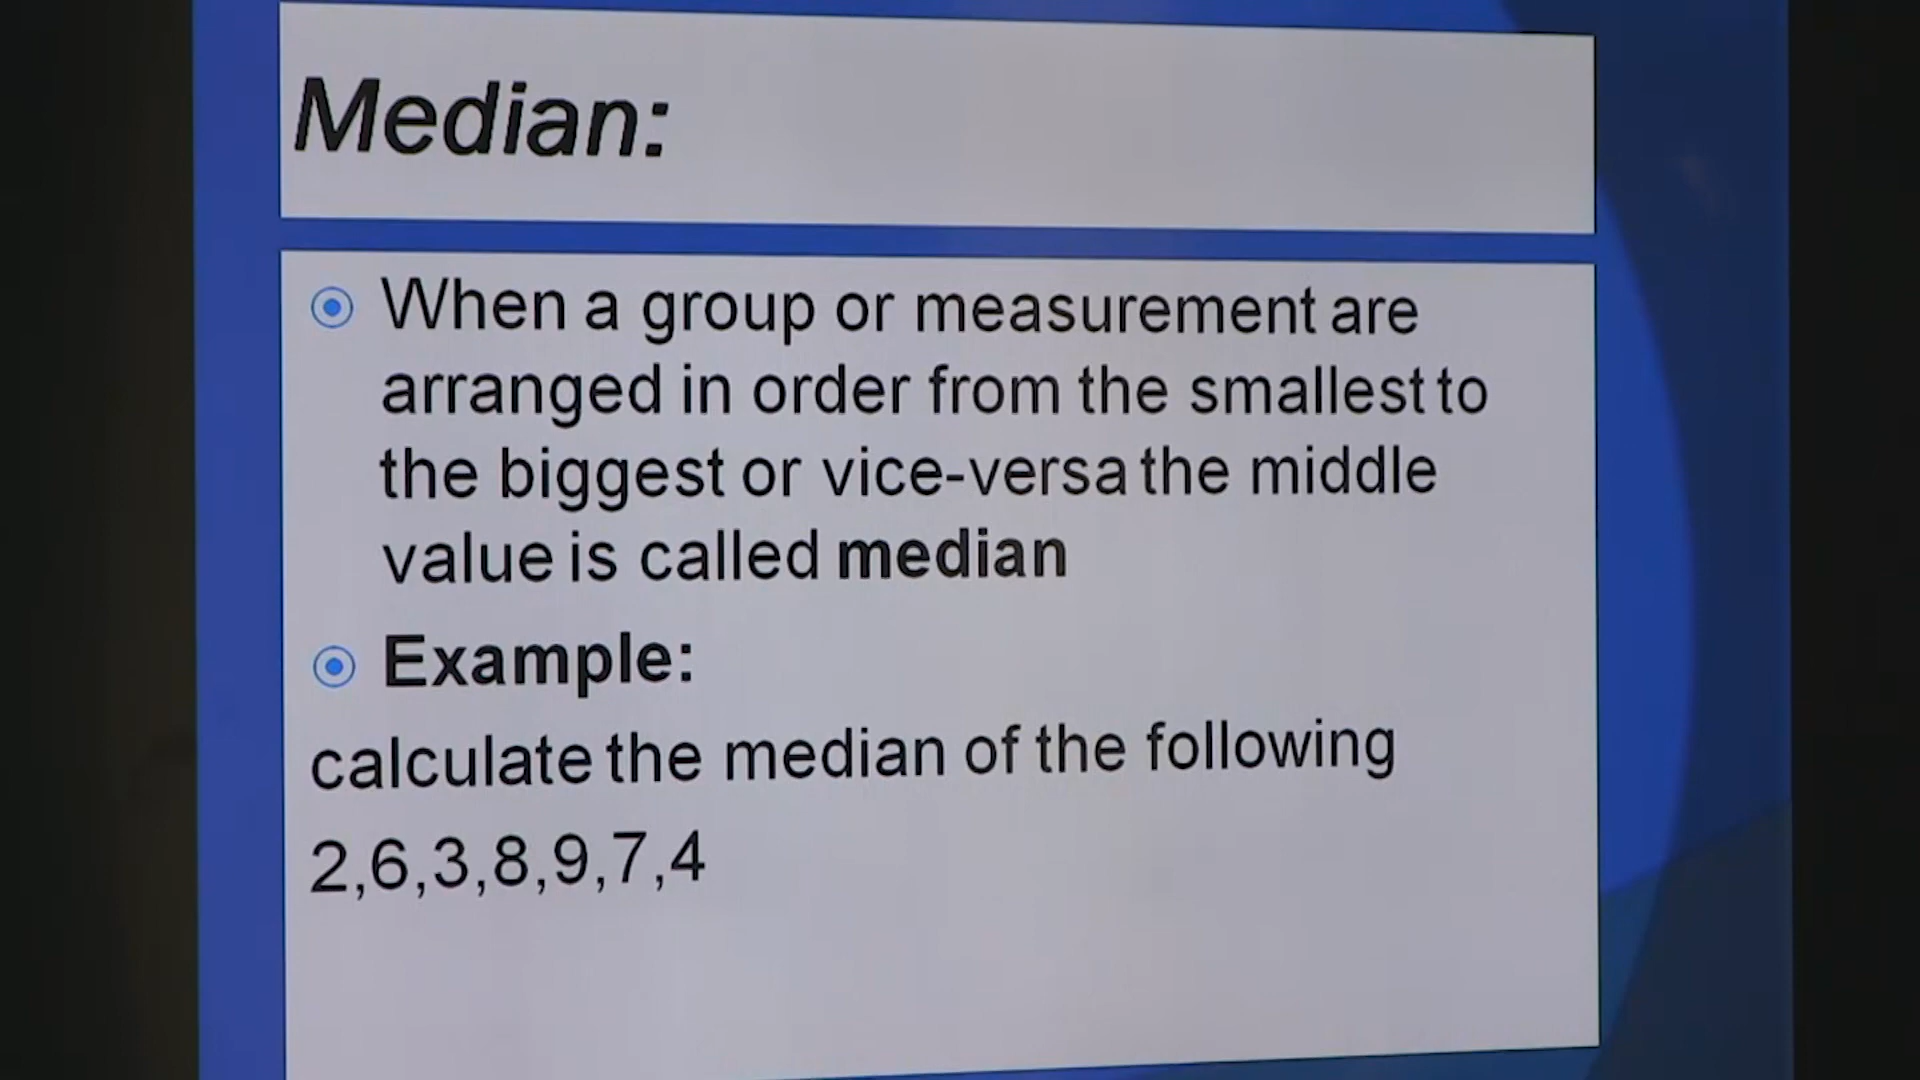 Median:
When a group or measurement are
arranged in order from the smallest to
the biggest or vice-versa the middle
value is called median
Example:
calculate the median of the following
2,6,3,8,9,7,4